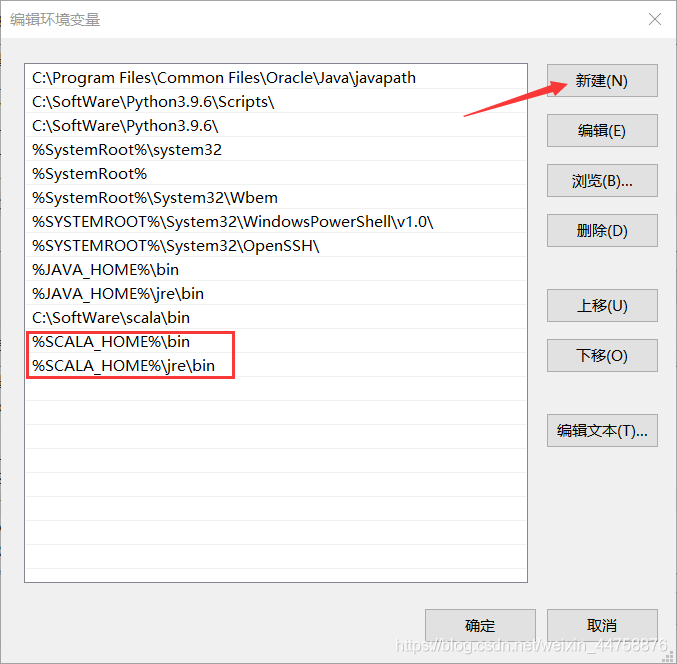 编辑环境变量
C:\Program Files\Common Files\Oracle\Java\javapath
C:\SoftWare\Python3.9.6\Scripts\
C:\SoftWare\Python3.9.6\
%SystemRoot%\system32
%SystemRoot%
%SystemRoot%\System32\Wbem
%SYSTEMROOT%\System32\WindowsPowerShell\v1.0\
%SYSTEMROOT%\System32\OpenSSH\
%JAVA_HOME%\bin
%JAVA_HOME%\jre\bin
C:\SoftWare\scala\bin
%SCALA_HOME%\bin
%SCALA_HOME%\jre\bin
新建(N)
编辑(E)
浏览(B)...
删除(D)
上移(U)
下移(O)
编辑文本(T)...
确定
取消
https://blog.csdn.net/weixin_44758876